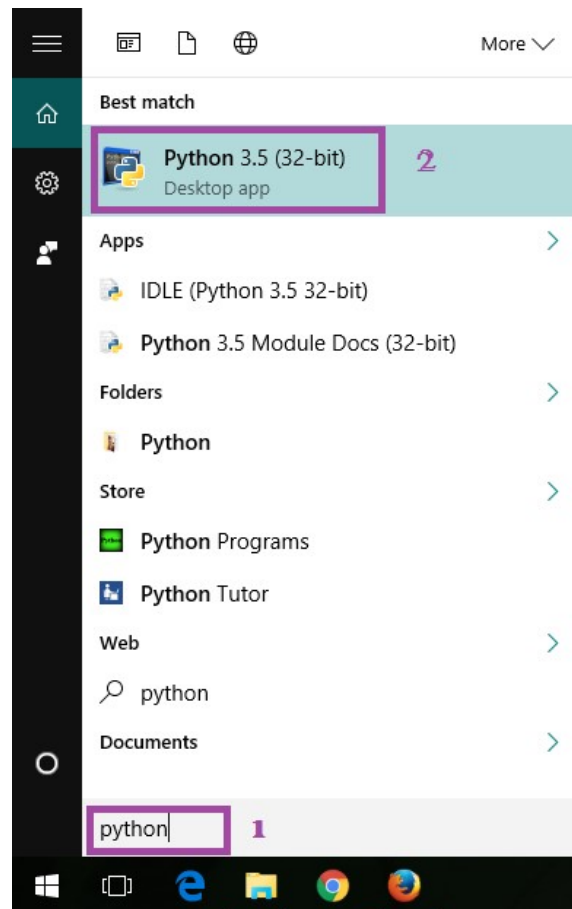 More
Best match
Python 3.5 (32-bit)
2
Desktop app
Apps
IDLE (Python 3.5 32-bit)
Python 3.5 Module Docs (32-bit)
Folders
Python
Store
Python Programs
Python Tutor
Web
python
Documents
python
1